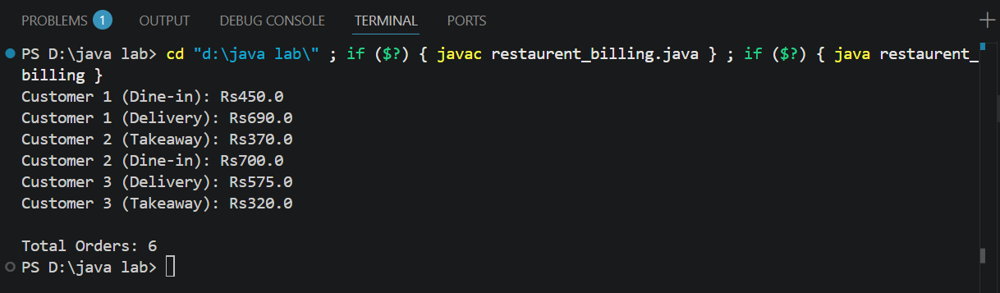 PROBLEMS 1 OUTPUT DEBUG CONSOLE TERMINAL PORTS
PS D:\java lab> cd "d:\java lab\" ; if ($?) { javac restaurent_billing.java } ; if ($?) { java restaurent_
billing }
Customer 1 (Dine-in): Rs450.0
Customer 1 (Delivery): Rs690.0
Customer 2 (Takeaway): Rs370.0
Customer 2 (Dine-in): Rs700.0
Customer 3 (Delivery): Rs575.0
Customer 3 (Takeaway): Rs320.0
Total Orders: 6
PS D:\java lab>